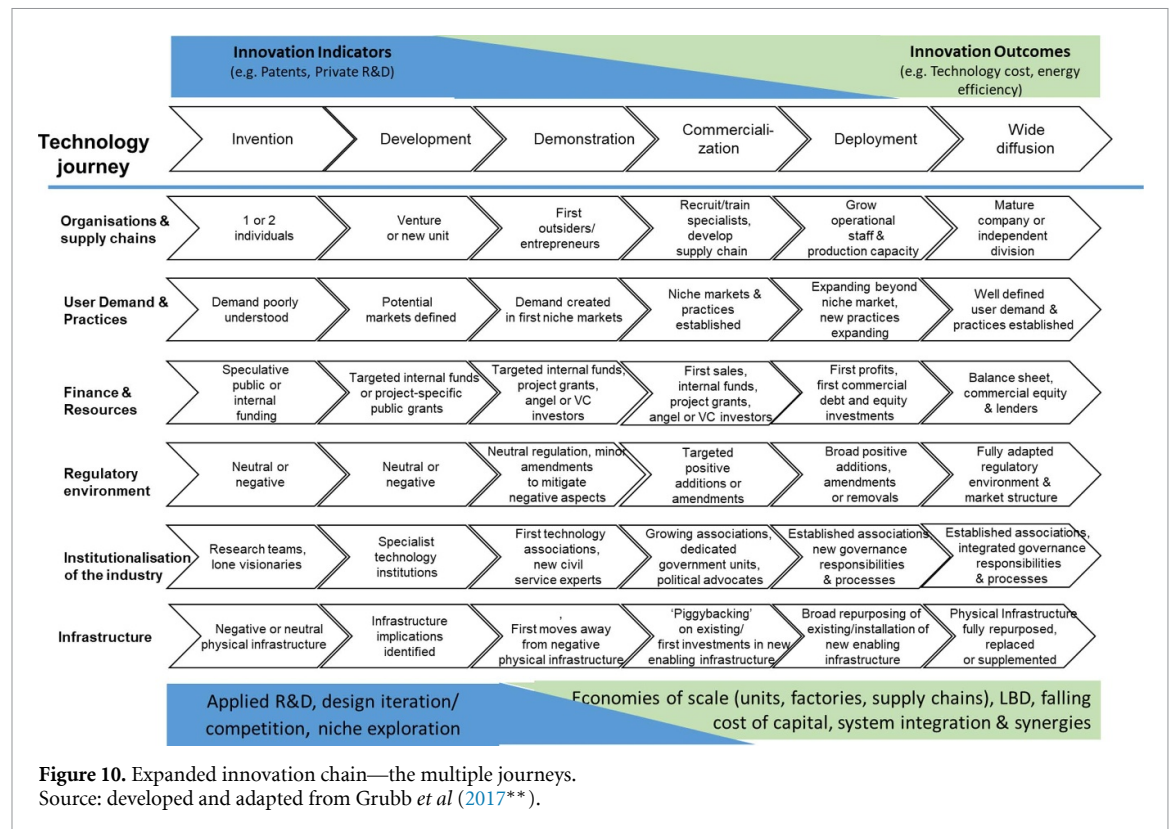 Innovation Indicators
(e.g. Patents, Private R&D)
Innovation Outcomes
(e.g. Technology cost, energy
efficiency)
Technology
journey
Invention
Development
Demonstration
Commerciali-
zation
Deployment
Wide
diffusion
Organisations &
supply chains
1 or 2
individuals
Venture
or new unit
First
outsiders/
entrepreneurs
Recruit/train
specialists,
develop
supply chain
Grow
operational
staff &
production capacity
Mature
company or
independent
division
User Demand &
Practices
Demand poorly
understood
Potential
markets defined
Demand created
in first niche markets
Niche markets &
practices
established
Expanding beyond
niche market,
new practices
expanding
Well defined
user demand &
practices established
Finance &
Resources
Speculative
public or
internal
funding
Targeted internal funds
or project-specific
public grants
Targeted internal funds,
project grants,
angel or VC
investors
First sales,
internal funds,
project grants,
angel or VC investors
First profits,
first commercial
debt and equity
investments
Balance sheet,
commercial equity
& lenders
Regulatory
environment
Neutral or
negative
Neutral or
negative
Neutral regulation, minor
amendments
to mitigate
negative aspects
Targeted
positive
additions or
amendments
Broad positive
additions,
amendments
or removals
Fully adapted
regulatory
environment &
market structure
Institutionalisation
of the industry
Research teams,
lone visionaries
Specialist
technology
institutions
First technology
associations,
new civil
service experts
Growing associations,
dedicated
government units,
political advocates
Established associations,
new governance
responsibilities
& processes
Established associations,
integrated governance
responsibilities
& processes
Infrastructure
Negative or neutral
physical infrastructure
Infrastructure
implications
identified
,
First moves away
from negative
physical infrastructure
'Piggybacking'
on existing/
first investments in new
enabling infrastructure
Broad repurposing of
existing/installation of
new enabling
infrastructure
Physical Infrastructure
fully repurposed,
replaced
or supplemented
Applied R&D, design iteration/
competition, niche exploration
Economies of scale (units, factories, supply chains), LBD, falling
cost of capital, system integration & synergies
Figure 10. Expanded innovation chain—the multiple journeys.
Source: developed and adapted from Grubb et al (2017**).